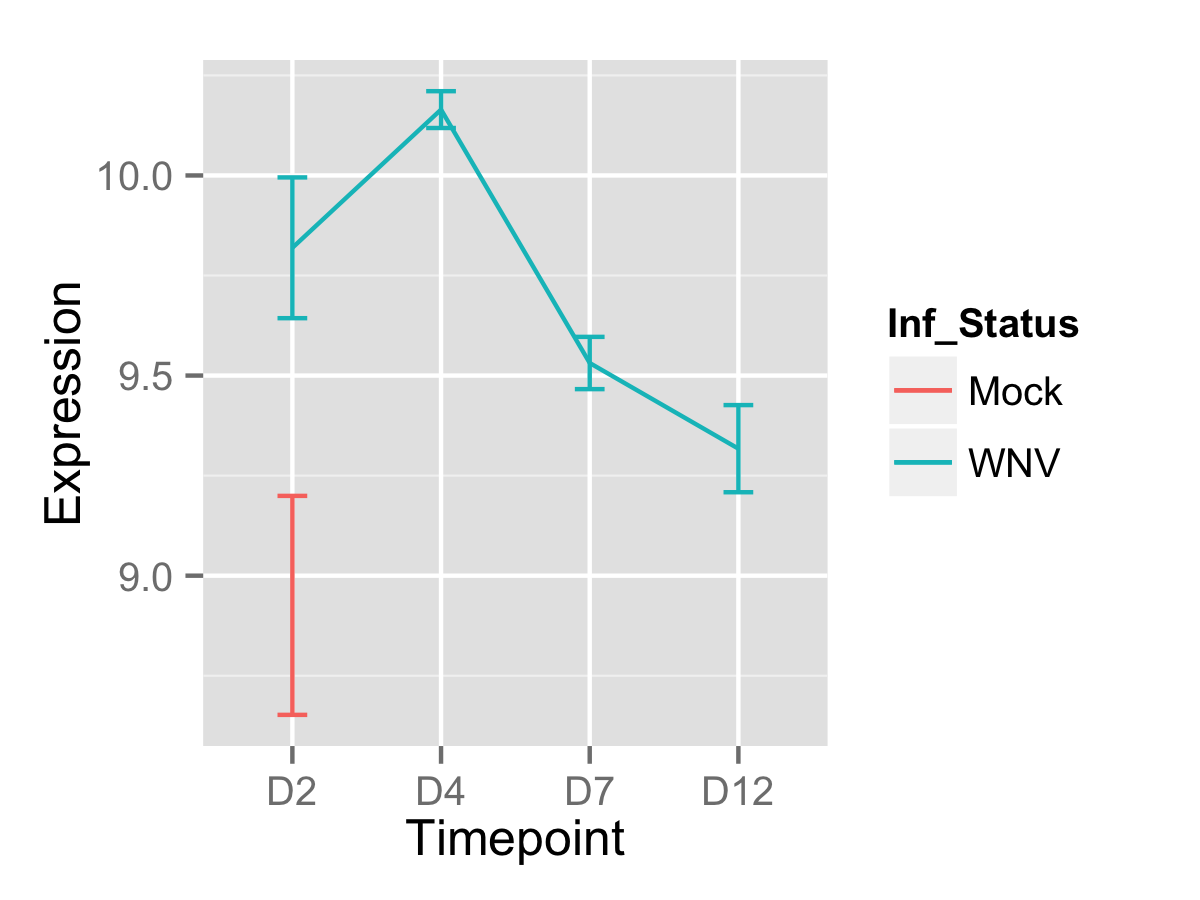 10.0
9.5
9.0
Expression
D2 D4 D7 D12
Timepoint
Inf_Status
Mock
WNV